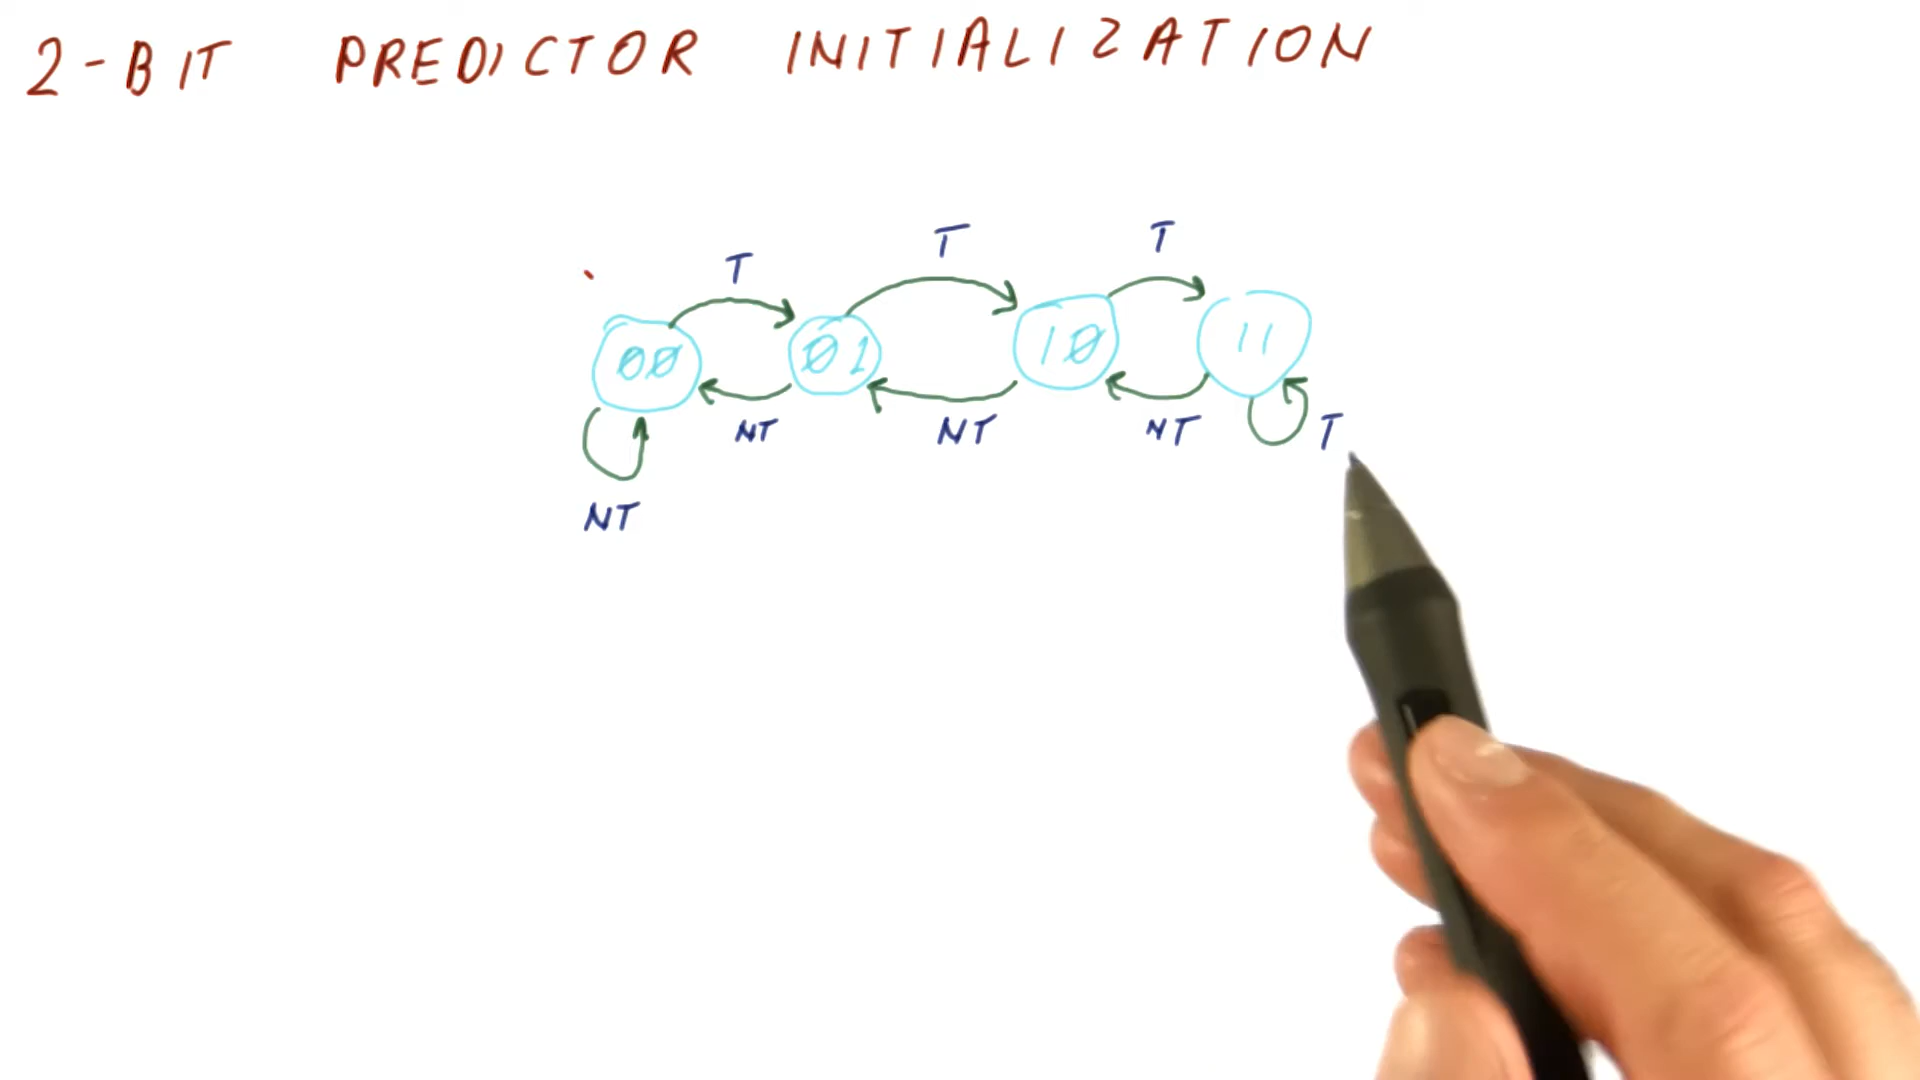 2-BIT PREDICTOR INITIALIZATION
T T T
00 01 10 11
NT NT NT T
NT